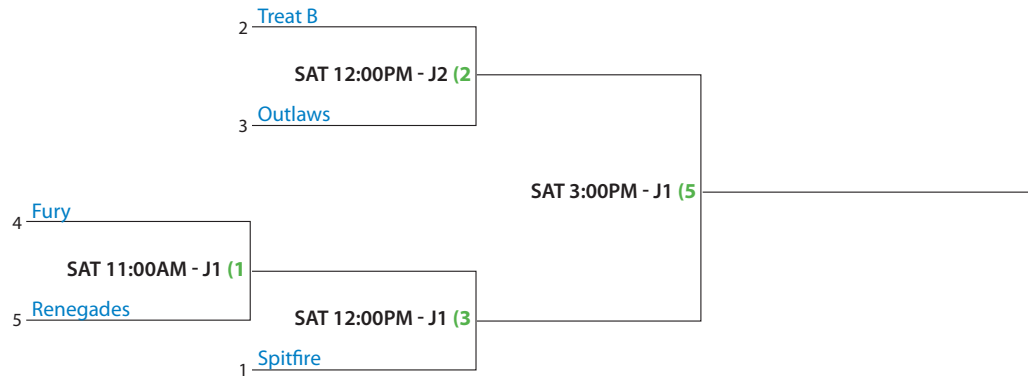 Treat B
2
SAT 12:00PM - J2 (2
Outlaws
3
SAT 3:00PM - J1 (5
Fury
4
SAT 11:00AM - J1 (1
Renegades
5
SAT 12:00PM - J1 (3
Spitfire
1